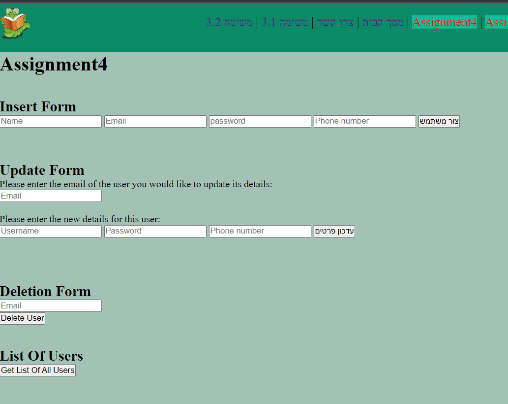 מסך הבית | צרו קשר | משימה 3.1 | משימה 3.2 | Assignment4 | Assi
Assignment4
Insert Form
Name Email password Phone number צור משתמש
Update Form
Please enter the email of the user you would like to update its details:
Email
Please enter the new details for this user:
Username Password Phone number עדכון פרטים
Deletion Form
Email
Delete User
List Of Users
Get List Of All Users